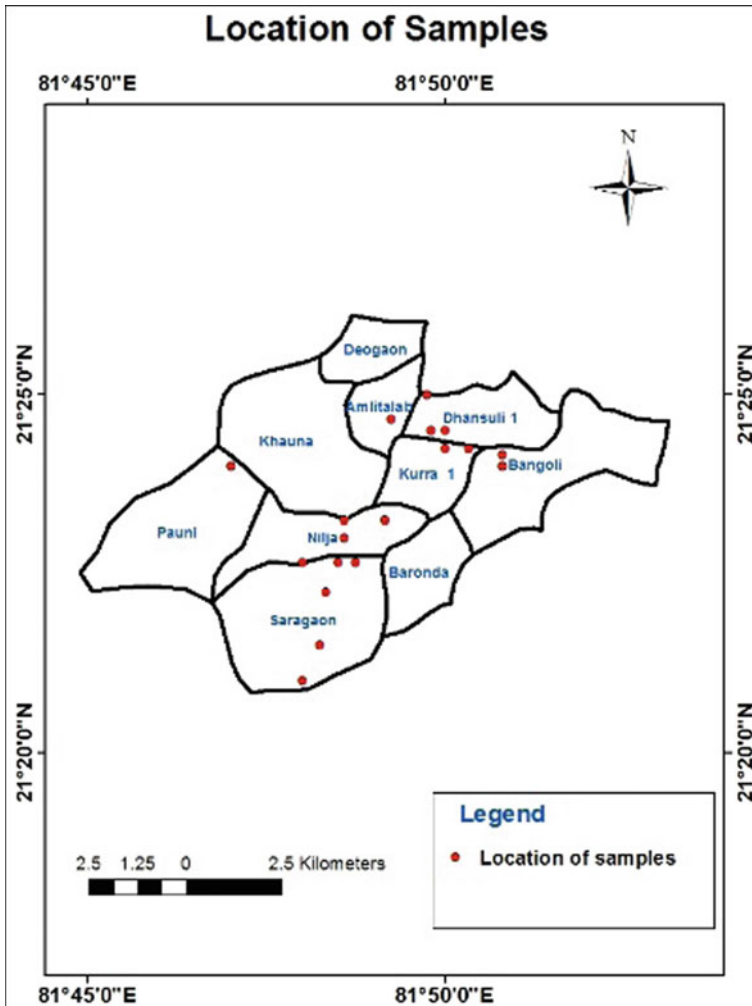 Location of Samples
81°45'0"E 81°50'0"E
N
Deogaon
21°25'0"N 21°25'0"N
Amlitalab
Dhansuli 1
Khauna
Kurra 1
Bangoli
Pauni
Nilja
Baronda
Saragaon
21°20'0"N 21°20'0"N
Legend
Location of samples
2.5 1.25 0 2.5 Kilometers
81°45'0"E 81°50'0"E